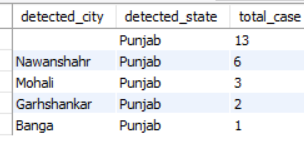 detected_city detected_state total_case
Punjab 13
Nawanshahr Punjab 6
Mohali Punjab 3
Garhshankar Punjab 2
Banga Punjab 1